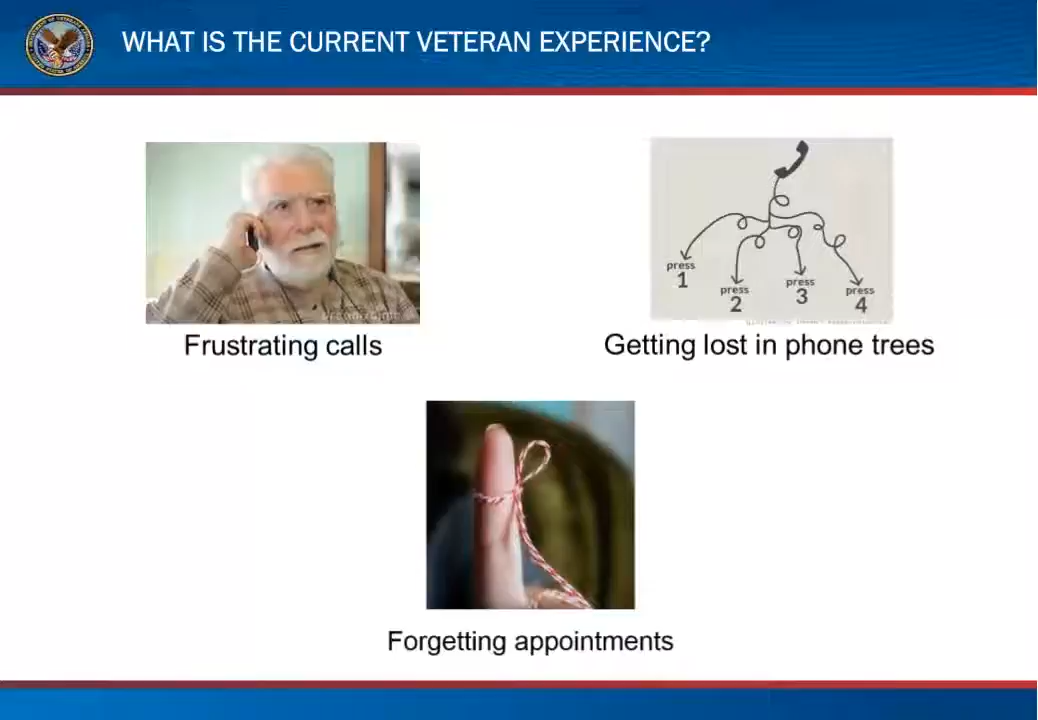 WHAT IS THE CURRENT VETERAN EXPERIENCE?
press
1
press
2
press
3
press
4
Frustrating calls
Getting lost in phone trees
Forgetting appointments